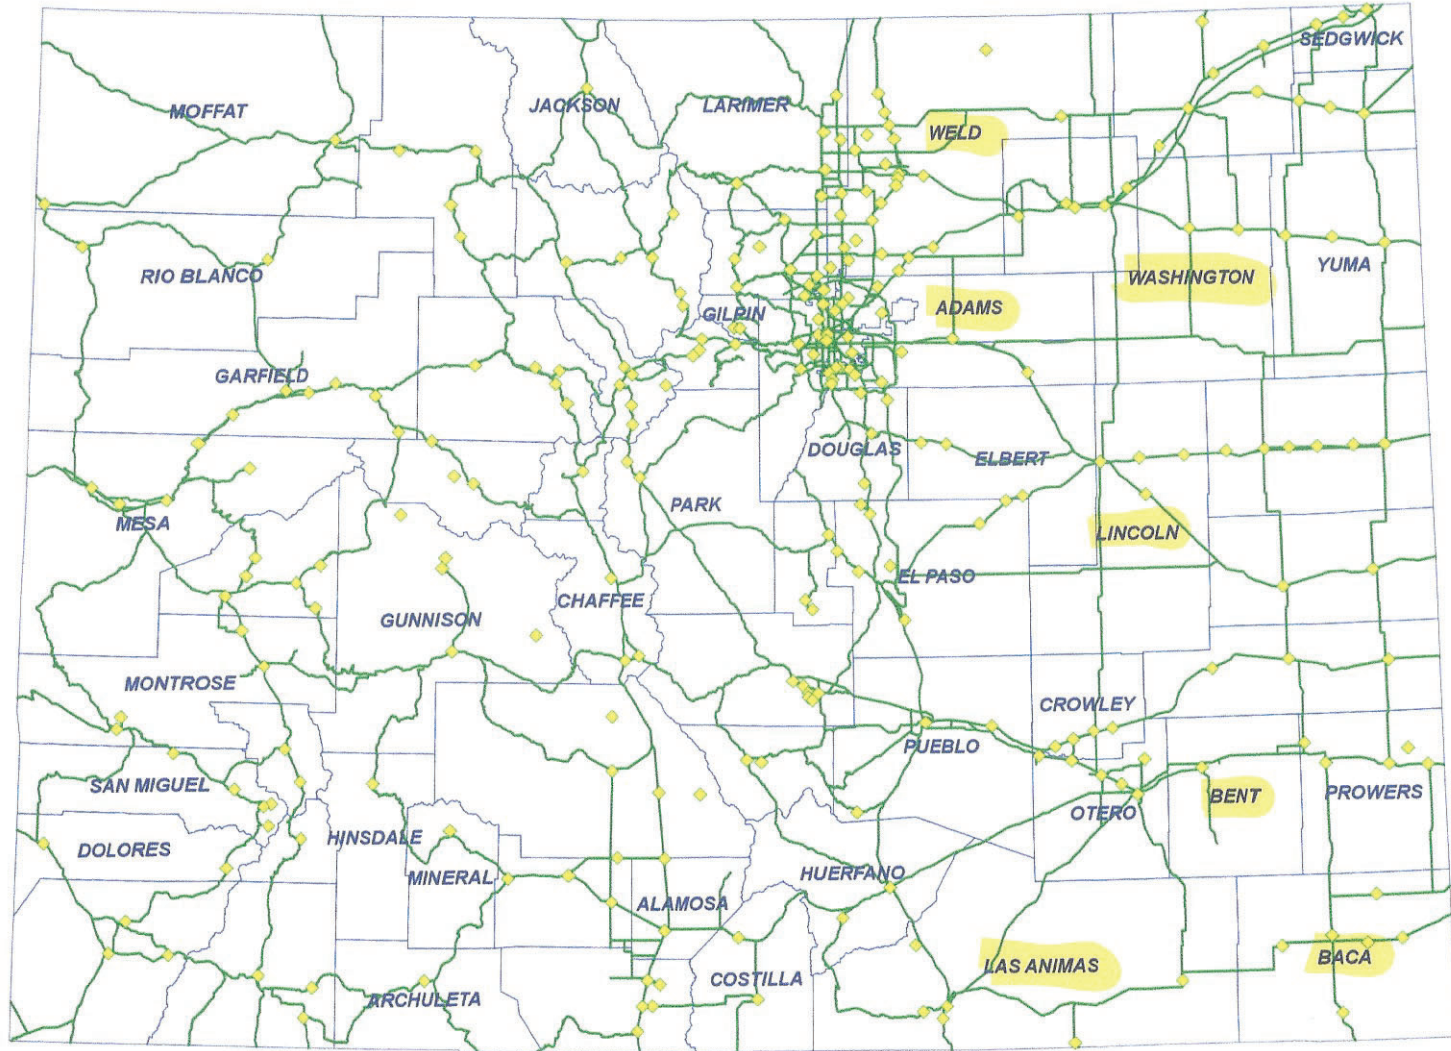 SEDGWICK
MOFFAT
JACKSON
LARIMER
WELD
RIO BLANCO
WASHINGTON
YUMA
GILPIN
ADAMS
GARFIELD
DOUGLAS
ELBERT
MESA
PARK
LINCOLN
EL PASO
GUNNISON
CHAFFEE
MONTROSE
CROWLEY
PUEBLO
SAN MIGUEL
BENT
PROWERS
OTERO
HINSDALE
DOLORES
MINERAL
HUERFANO
ALAMOSA
LAS ANIMAS
BACA
COSTILLA
ARCHULETA